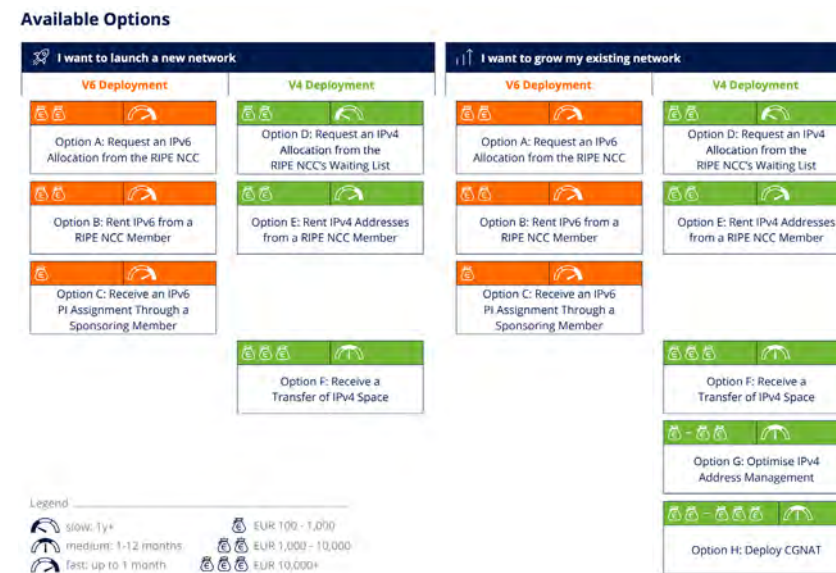 Available Options
I want to launch a new network
V6 Deployment
V4 Deployment
Option A: Request an IPv6
Allocation from the RIPE NCC
Option D: Request an IPv4
Allocation from the
RIPE NCC's Waiting List
Option B: Rent IPv6 from a
RIPE NCC Member
Option E: Rent IPv4 Addresses
from a RIPE NCC Member
Option C: Receive an IPv6
PI Assignment Through a
Sponsoring Member
Option F: Receive a
Transfer of IPv4 Space
I want to grow my existing network
V6 Deployment
V4 Deployment
Option A: Request an IPv6
Allocation from the RIPE NCC
Option D: Request an IPv4
Allocation from the
RIPE NCC's Waiting List
Option B: Rent IPv6 from a
RIPE NCC Member
Option E: Rent IPv4 Addresses
from a RIPE NCC Member
Option C: Receive an IPv6
PI Assignment Through a
Sponsoring Member
Option F: Receive a
Transfer of IPv4 Space
Option G: Optimise IPv4
Address Management
Option H: Deploy CGNAT
Legend
slow: 1y+
medium: 1-12 months
fast: up to 1 month
EUR 100 - 1,000
EUR 1,000 - 10,000
EUR 10,000+